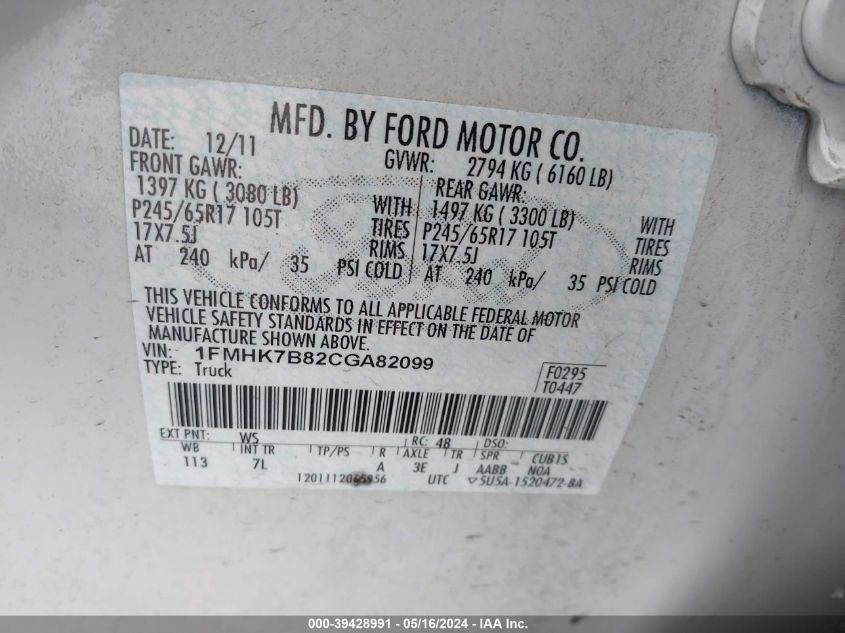 MFD. BY FORD MOTOR CO.
DATE: 12/11 GVWR: 2794 KG ( 6160 LB)
FRONT GAWR: REAR GAWR:
1397 KG ( 3080 LB) WITH 1497 KG ( 3300 LB) WITH
P245/65R17 105T TIRES P245/65R17 105T TIRES
17X7.5J RIMS 17X7.5J RIMS
AT 240 kPa/ 35 PSI COLD AT 240 kPa/ 35 PSI COLD
THIS VEHICLE CONFORMS TO ALL APPLICABLE FEDERAL MOTOR
VEHICLE SAFETY STANDARDS IN EFFECT ON THE DATE OF
MANUFACTURE SHOWN ABOVE.
VIN: 1FMHK7B82CGA82099 F0295
TYPE: Truck T0447
EXT PNT: WS RC: 48 DSO:
WB INT TR TP/PS R AXLE TR SPR CUB1S
113 7L A 3E J AABB N0A
UTC 5U5A-1520472-BA
Ford
000-39428991 - 05/16/2024 - IAA Inc.